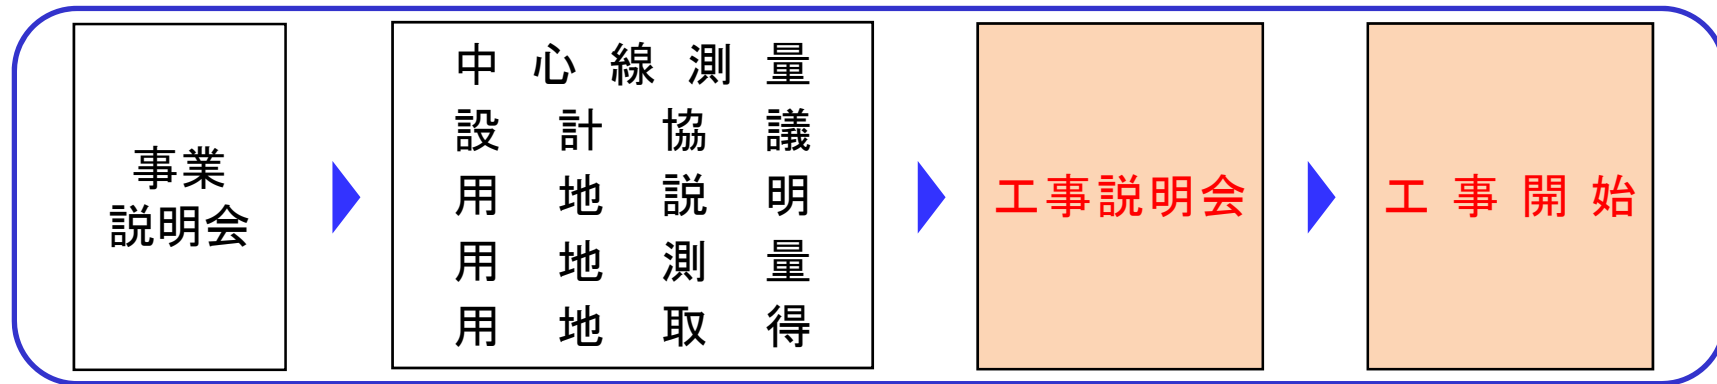 事業
説明会
中心線測量
設計協議
用地説明
用地測量
用地取得
工事説明会
工事開始